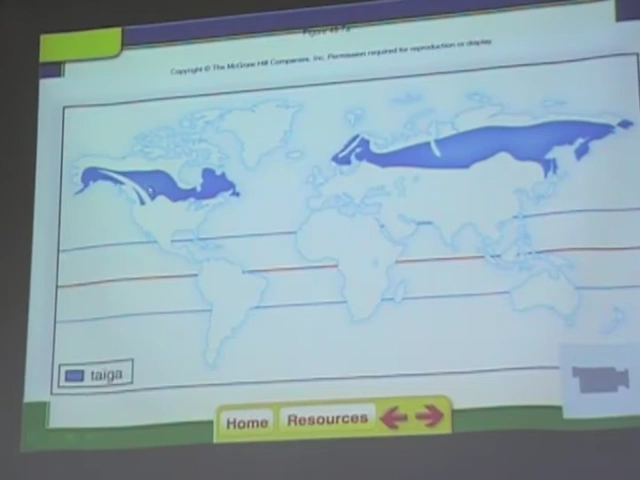 Copyright © The McGraw-Hill Companies, Inc. Permission required for reproduction or display.
taiga
Home
Resources